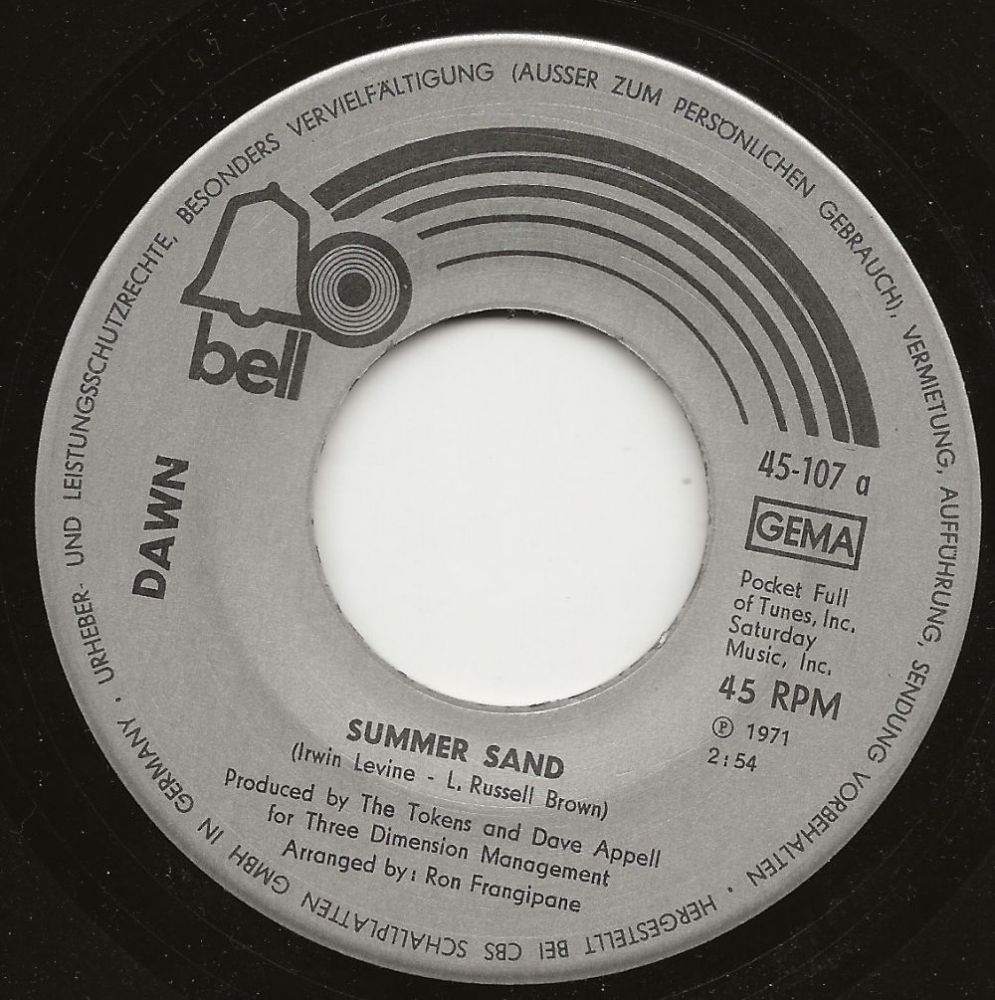 URHEBER- UND LEISTUNGSSCHUTZRECHTE, BESONDERS VERVIELFÄLTIGUNG (AUSSER ZUM PERSÖNLICHEN GEBRAUCH), VERMIETUNG, AUFFÜHRUNG, SENDUNG VORBEHALTEN · HERGESTELLT BEI CBS SCHALLPLATTEN GMBH IN GERMANY ·
bell
DAWN
45-107 a
GEMA
Pocket Full
of Tunes, Inc.
Saturday
Music, Inc.
45 RPM
℗ 1971
2:54
SUMMER SAND
(Irwin Levine - L. Russell Brown)
Produced by The Tokens and Dave Appell
for Three Dimension Management
Arranged by: Ron Frangipane